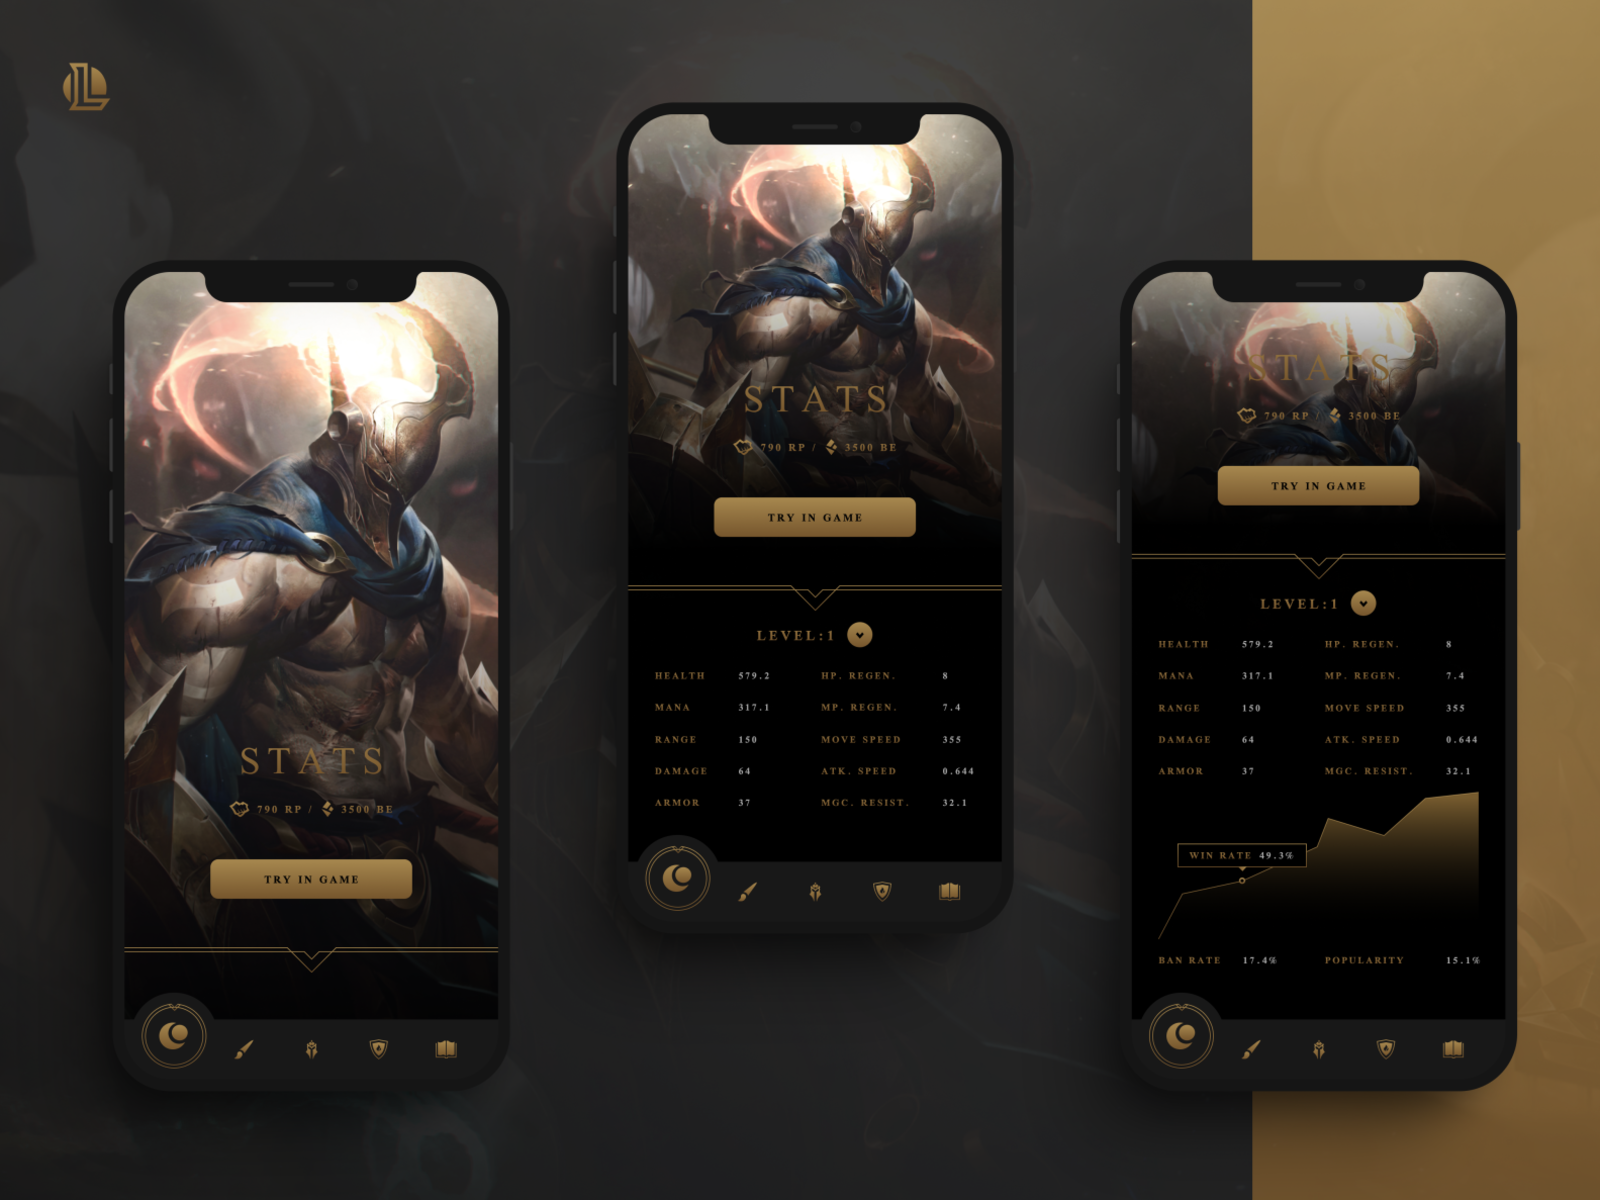 STATS
790 RP / 3500 BE
TRY IN GAME
STATS
790 RP / 3500 BE
TRY IN GAME
LEVEL:1
HEALTH 579.2 HP. REGEN. 8
MANA 317.1 MP. REGEN. 7.4
RANGE 150 MOVE SPEED 355
DAMAGE 64 ATK. SPEED 0.644
ARMOR 37 MGC. RESIST. 32.1
STATS
790 RP / 3500 BE
TRY IN GAME
LEVEL:1
HEALTH 579.2 HP. REGEN. 8
MANA 317.1 MP. REGEN. 7.4
RANGE 150 MOVE SPEED 355
DAMAGE 64 ATK. SPEED 0.644
ARMOR 37 MGC. RESIST. 32.1
WIN RATE 49.3%
BAN RATE 17.4% POPULARITY 15.1%